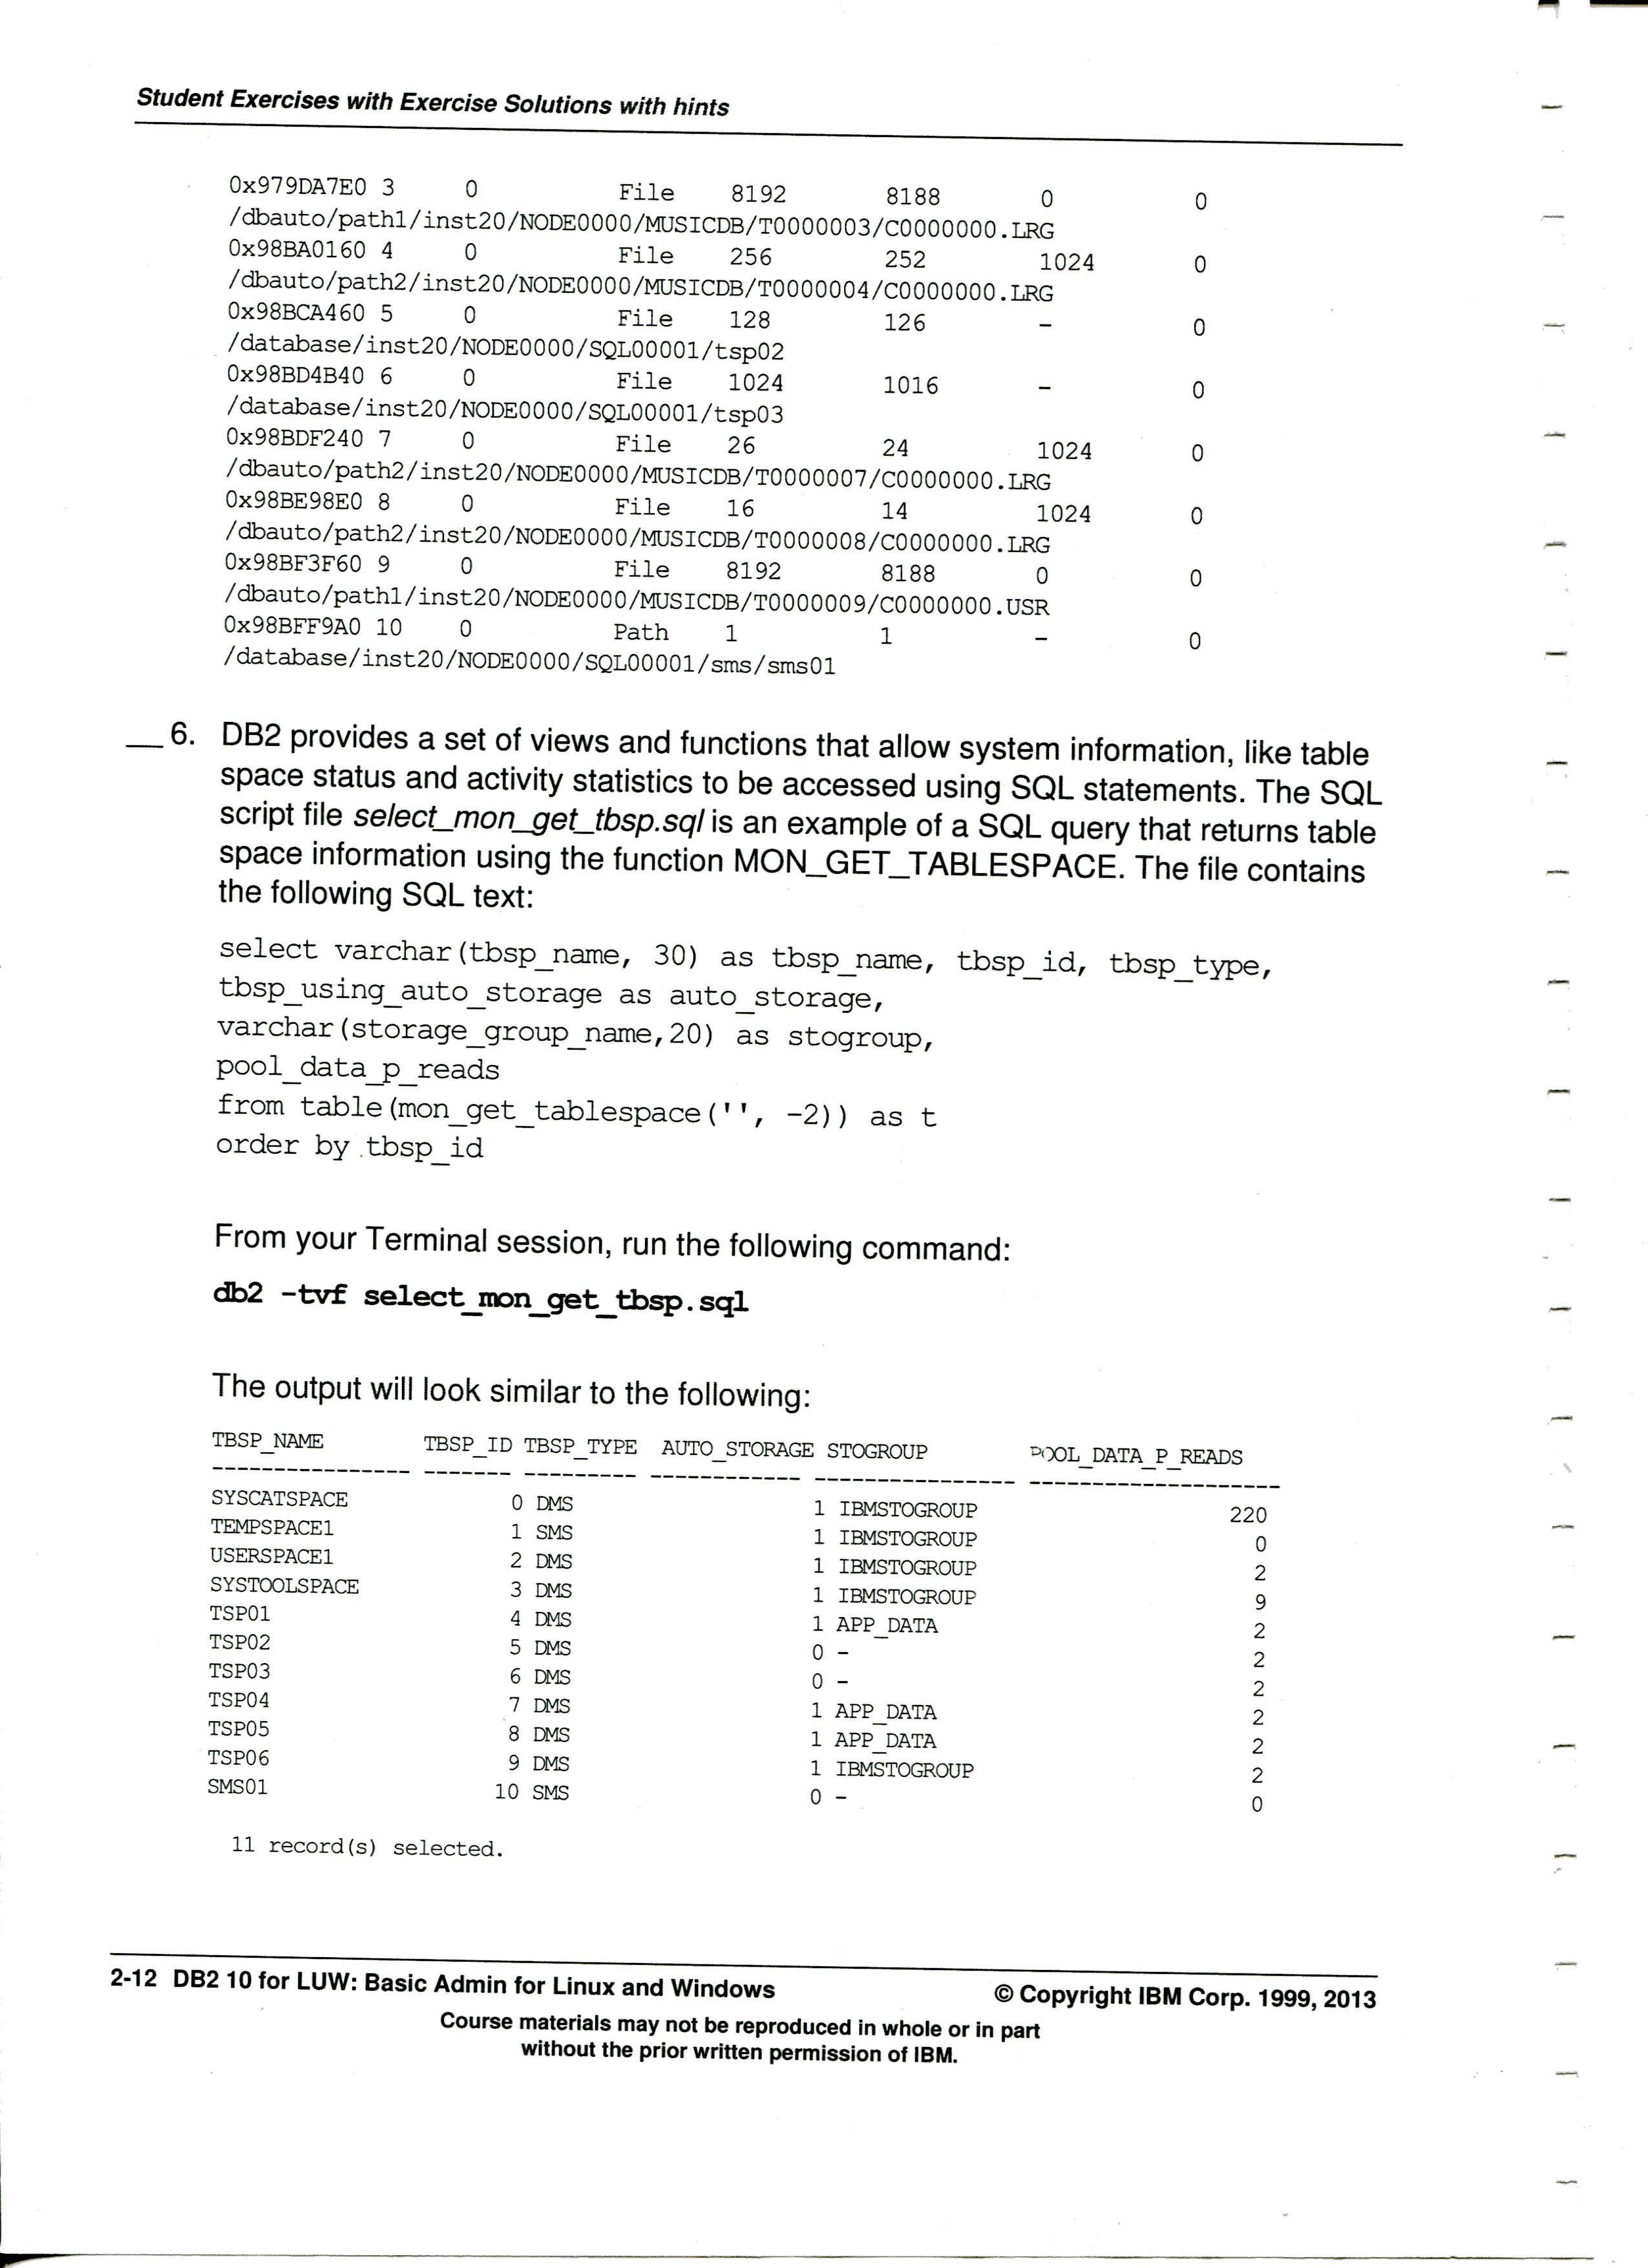 Student Exercises with Exercise Solutions with hints
0x979DA7E0 3 0 File 8192 8188 0 0
/dbauto/path1/inst20/NODE0000/MUSICDB/T0000003/C0000000.LRG
0x98BA0160 4 0 File 256 252 1024 0
/dbauto/path2/inst20/NODE0000/MUSICDB/T0000004/C0000000.LRG
0x98BCA460 5 0 File 128 126 - 0
/database/inst20/NODE0000/SQL00001/tsp02
0x98BD4B40 6 0 File 1024 1016 - 0
/database/inst20/NODE0000/SQL00001/tsp03
0x98BDF240 7 0 File 26 24 1024 0
/dbauto/path2/inst20/NODE0000/MUSICDB/T0000007/C0000000.LRG
0x98BE98E0 8 0 File 16 14 1024 0
/dbauto/path2/inst20/NODE0000/MUSICDB/T0000008/C0000000.LRG
0x98BF3F60 9 0 File 8192 8188 0 0
/dbauto/path1/inst20/NODE0000/MUSICDB/T0000009/C0000000.USR
0x98BFF9A0 10 0 Path 1 1 - 0
/database/inst20/NODE0000/SQL00001/sms/sms01
__ 6. DB2 provides a set of views and functions that allow system information, like table
space status and activity statistics to be accessed using SQL statements. The SQL
script file select_mon_get_tbsp.sql is an example of a SQL query that returns table
space information using the function MON_GET_TABLESPACE. The file contains
the following SQL text:
select varchar(tbsp_name, 30) as tbsp_name, tbsp_id, tbsp_type,
tbsp_using_auto_storage as auto_storage,
varchar(storage_group_name,20) as stogroup,
pool_data_p_reads
from table(mon_get_tablespace('', -2)) as t
order by tbsp_id
From your Terminal session, run the following command:
db2 -tvf select_mon_get_tbsp.sql
The output will look similar to the following:
TBSP_NAME TBSP_ID TBSP_TYPE AUTO_STORAGE STOGROUP POOL_DATA_P_READS
---------------- ------- --------- ------------ ---------------- --------------------
SYSCATSPACE 0 DMS 1 IBMSTOGROUP 220
TEMPSPACE1 1 SMS 1 IBMSTOGROUP 0
USERSPACE1 2 DMS 1 IBMSTOGROUP 2
SYSTOOLSPACE 3 DMS 1 IBMSTOGROUP 9
TSP01 4 DMS 1 APP_DATA 2
TSP02 5 DMS 0 - 2
TSP03 6 DMS 0 - 2
TSP04 7 DMS 1 APP_DATA 2
TSP05 8 DMS 1 APP_DATA 2
TSP06 9 DMS 1 IBMSTOGROUP 2
SMS01 10 SMS 0 - 0
11 record(s) selected.
2-12 DB2 10 for LUW: Basic Admin for Linux and Windows © Copyright IBM Corp. 1999, 2013
Course materials may not be reproduced in whole or in part
without the prior written permission of IBM.